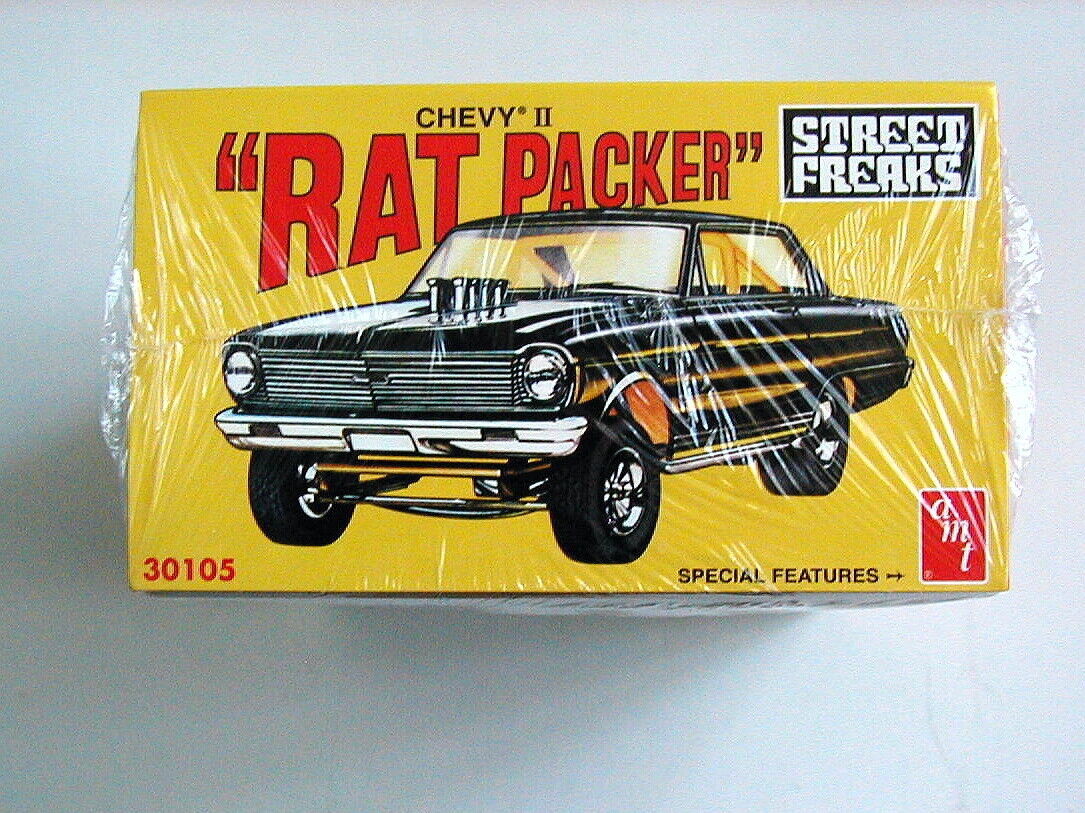 CHEVY® II
"RAT PACKER"
STREET
FREAKS
30105
SPECIAL FEATURES →
amt
®